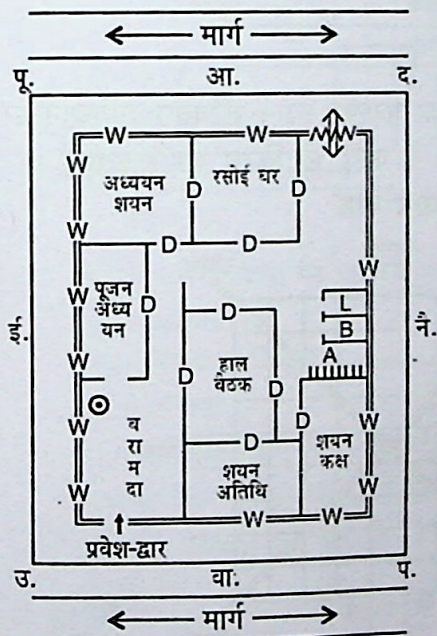 मार्ग
पू. आ. द.
W W
W
अध्ययन
शयन
D
रसोई घर
D
W
D D
W
पूजन
अध्य
यन
D
W
W
ई.
L
B
A
नै.
D
हाल
बैठक
D
D
W
D
शयन
कक्ष
W
व
रा
म
दा
W
D
शयन
अतिथि
W
W
W W
प्रवेश-द्वार
उ. वा. प.
मार्ग